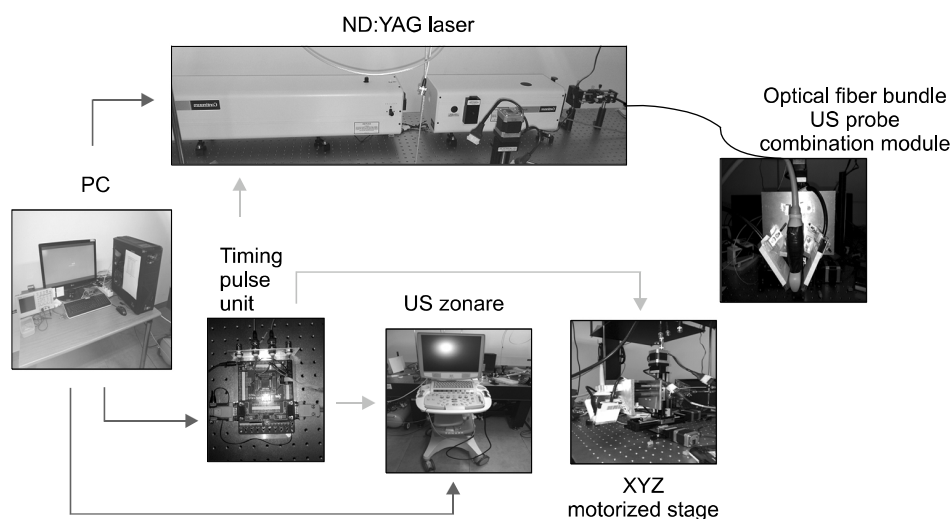 ND:YAG laser
Optical fiber bundle
US probe
combination module
PC
Timing
pulse
unit
US zonare
XYZ
motorized stage